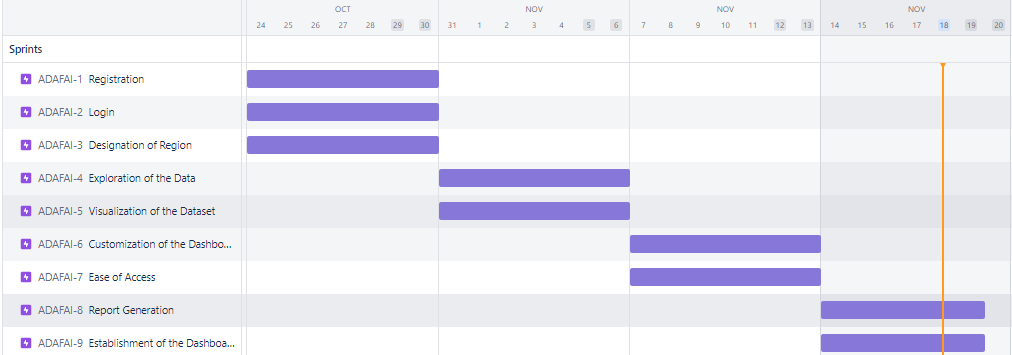 OCT NOV NOV NOV
24 25 26 27 28 29 30 31 1 2 3 4 5 6 7 8 9 10 11 12 13 14 15 16 17 18 19 20
Sprints
ADAFAI-1 Registration
ADAFAI-2 Login
ADAFAI-3 Designation of Region
ADAFAI-4 Exploration of the Data
ADAFAI-5 Visualization of the Dataset
ADAFAI-6 Customization of the Dashbo...
ADAFAI-7 Ease of Access
ADAFAI-8 Report Generation
ADAFAI-9 Establishment of the Dashboa...